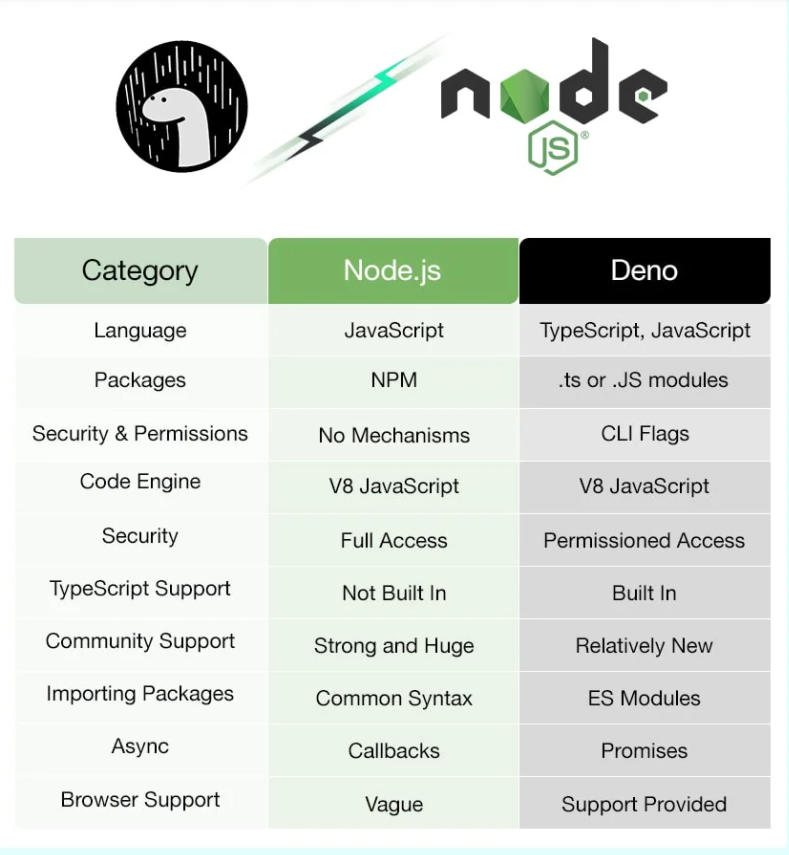 node
JS®
Category Node.js Deno
Language JavaScript TypeScript, JavaScript
Packages NPM .ts or .JS modules
Security & Permissions No Mechanisms CLI Flags
Code Engine V8 JavaScript V8 JavaScript
Security Full Access Permissioned Access
TypeScript Support Not Built In Built In
Community Support Strong and Huge Relatively New
Importing Packages Common Syntax ES Modules
Async Callbacks Promises
Browser Support Vague Support Provided